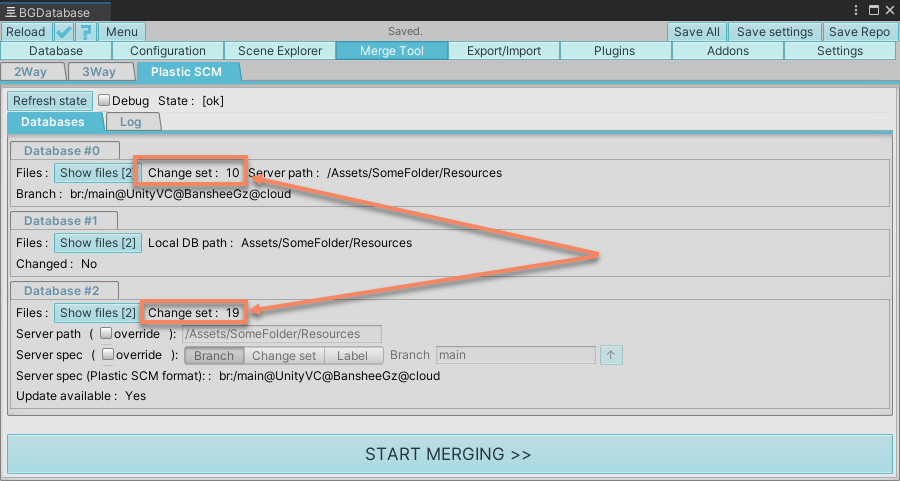 BGDatabase
Reload ? Menu Saved. Save All Save settings Save Repo
Database Configuration Scene Explorer Merge Tool Export/Import Plugins Addons Settings
2Way 3Way Plastic SCM
Refresh state Debug State : [ok]
Databases Log
Database #0
Files : Show files [2] Change set : 10 Server path : /Assets/SomeFolder/Resources
Branch : br:/main@UnityVC@BansheeGz@cloud
Database #1
Files : Show files [2] Local DB path : Assets/SomeFolder/Resources
Changed : No
Database #2
Files : Show files [2] Change set : 19
Server path ( override ): /Assets/SomeFolder/Resources
Server spec ( override ): Branch Change set Label Branch main ↑
Server spec (Plastic SCM format): : br:/main@UnityVC@BansheeGz@cloud
Update available : Yes
START MERGING >>